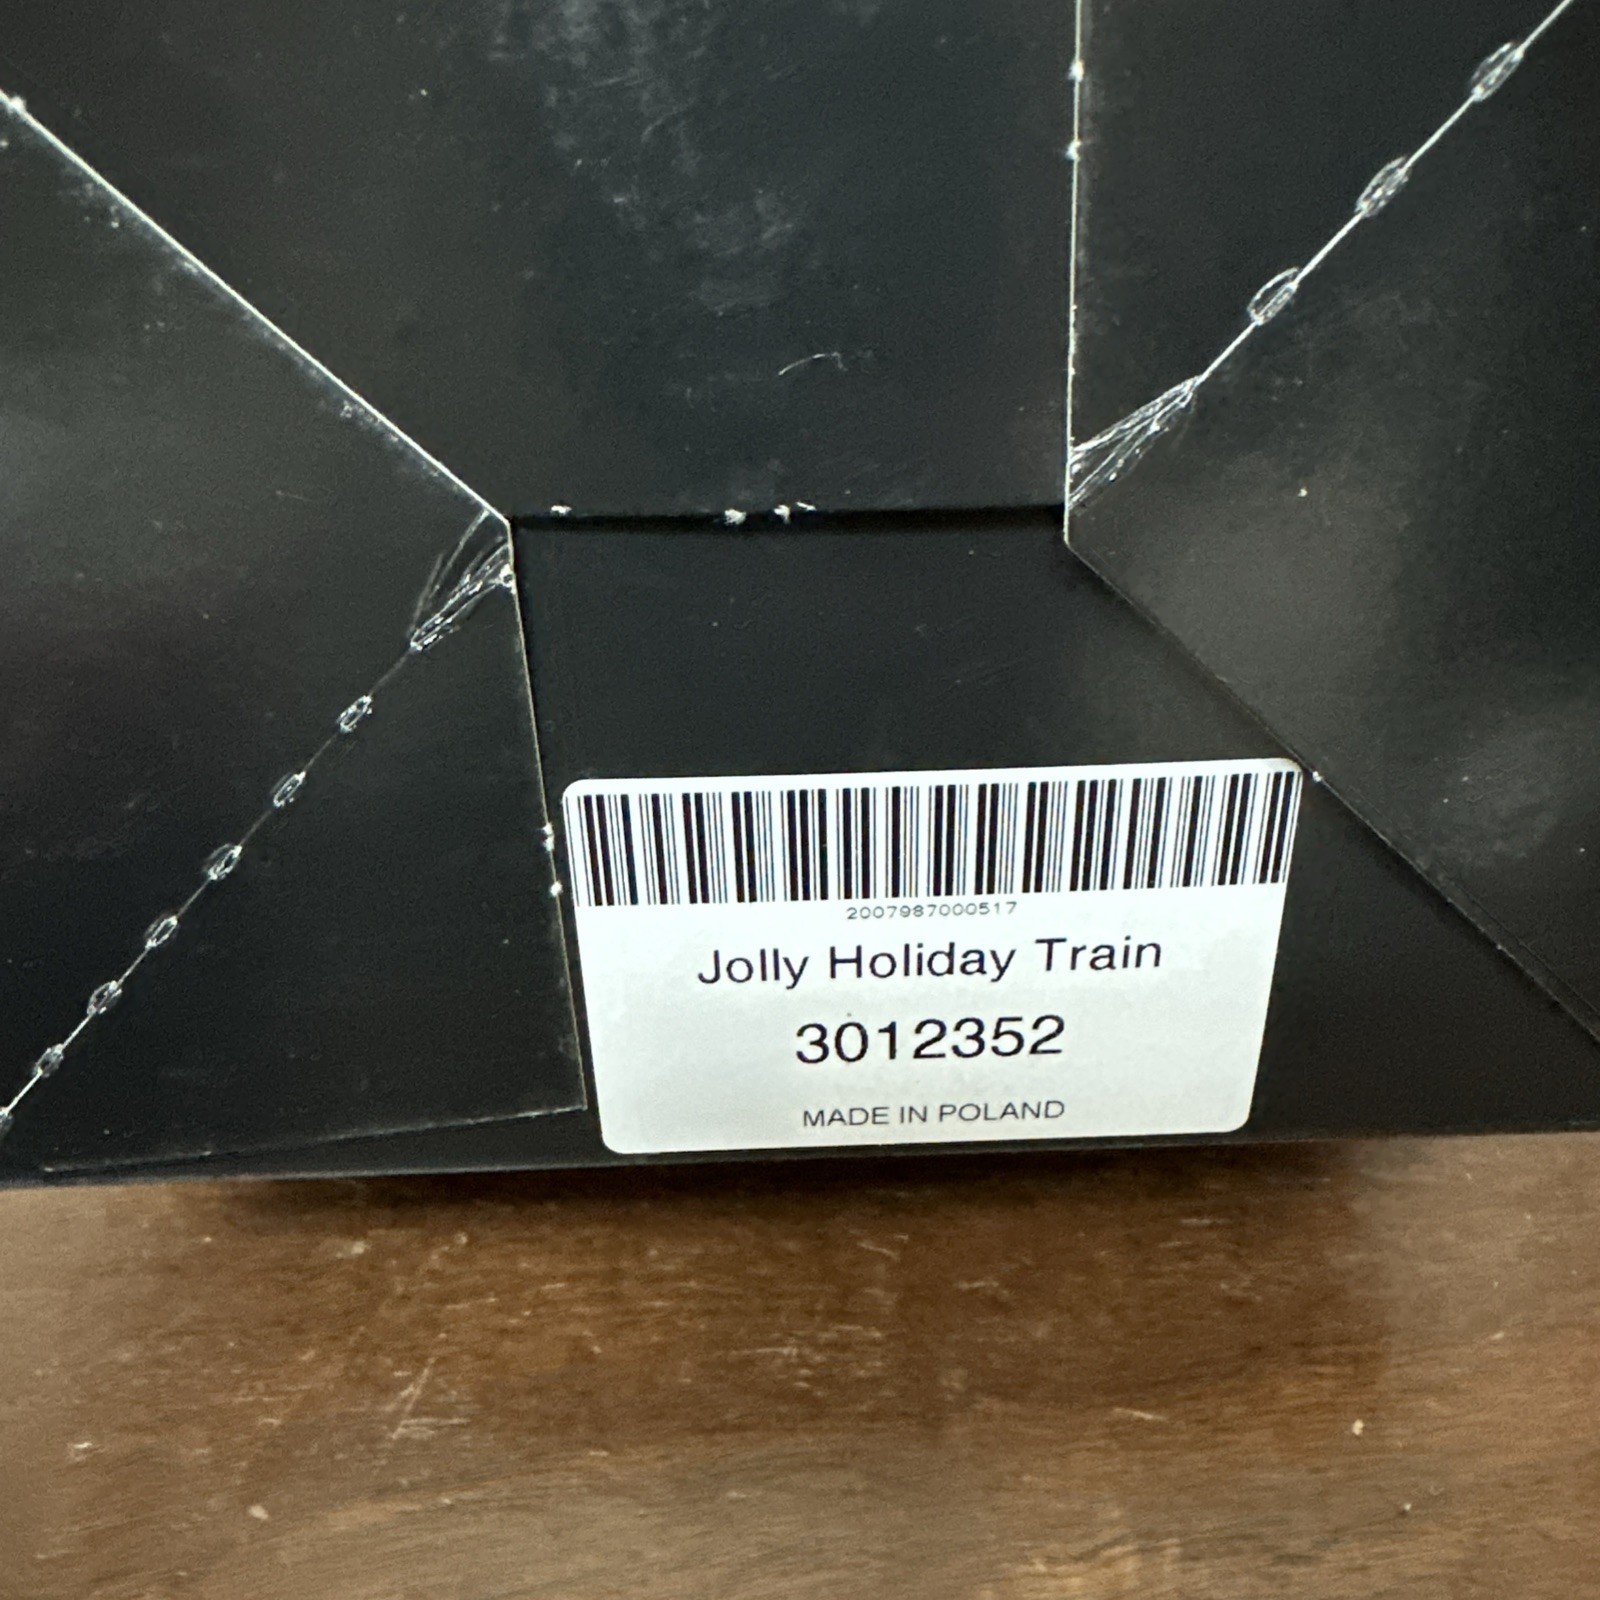 2007987000517
Jolly Holiday Train
3012352
MADE IN POLAND